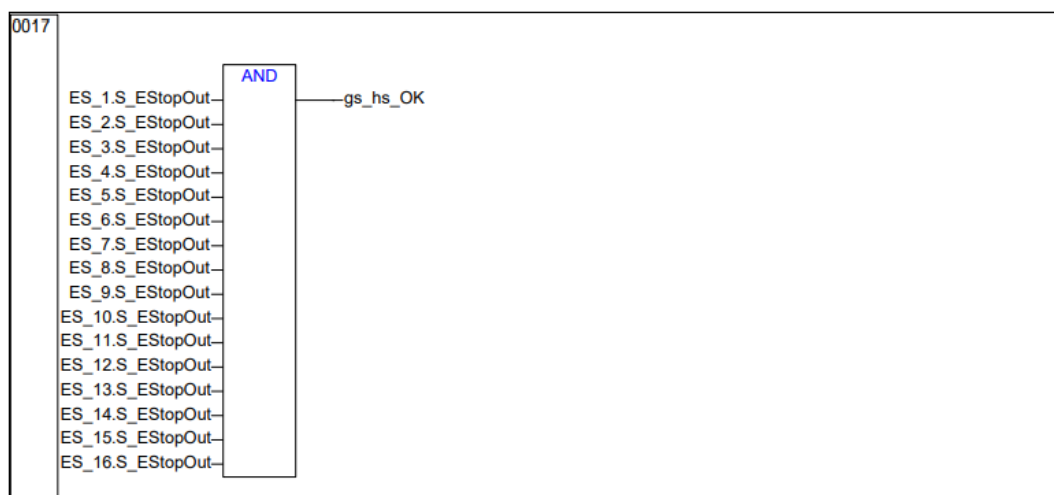 0017
AND
ES_1.S_EStopOut
gs_hs_OK
ES_2.S_EStopOut
ES_3.S_EStopOut
ES_4.S_EStopOut
ES_5.S_EStopOut
ES_6.S_EStopOut
ES_7.S_EStopOut
ES_8.S_EStopOut
ES_9.S_EStopOut
ES_10.S_EStopOut
ES_11.S_EStopOut
ES_12.S_EStopOut
ES_13.S_EStopOut
ES_14.S_EStopOut
ES_15.S_EStopOut
ES_16.S_EStopOut